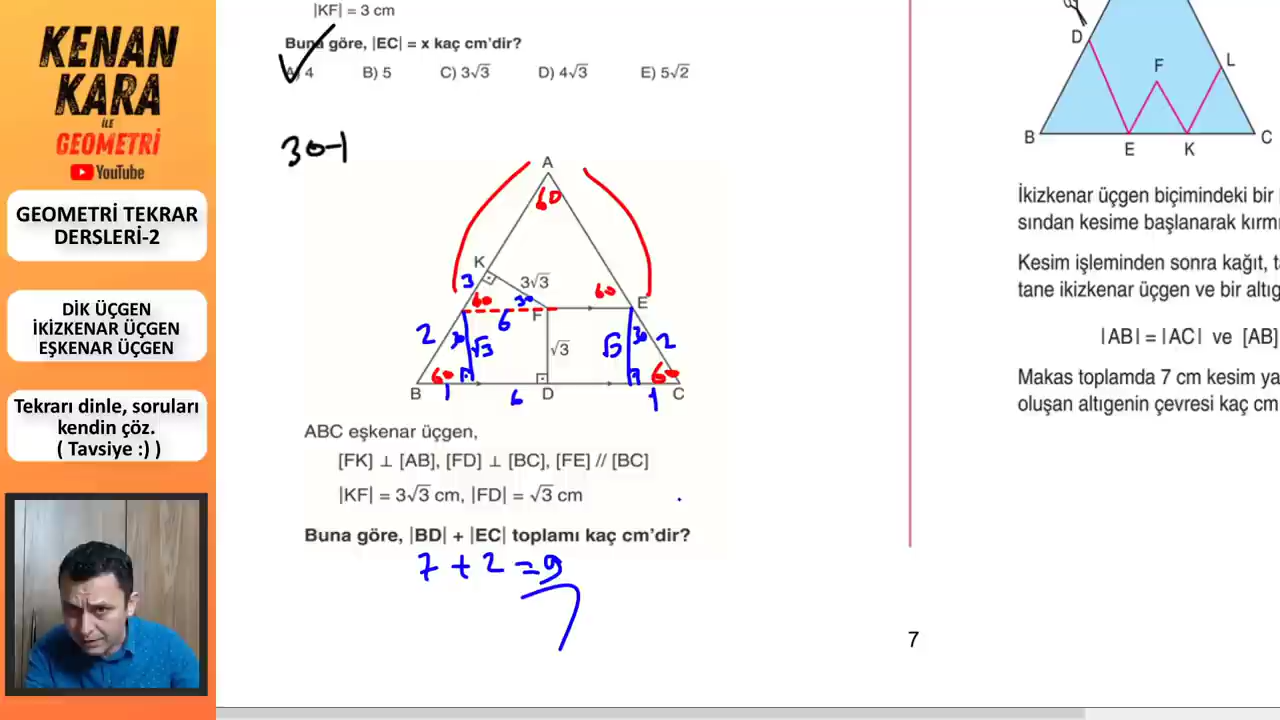 KENAN
KARA
İLE
GEOMETRİ
YouTube
GEOMETRİ TEKRAR
DERSLERİ-2
DİK ÜÇGEN
İKİZKENAR ÜÇGEN
EŞKENAR ÜÇGEN
Tekrarı dinle, soruları
kendin çöz.
( Tavsiye :) )
|KF| = 3 cm
Buna göre, |EC| = x kaç cm'dir?
A) 4 B) 5 C) 3√3 D) 4√3 E) 5√2
30-1
A
60
K
3
3√3
60
30
60
E
F
6
2
30
√3
√3
√3
30
2
60
60
B
1
6
D
1
C
ABC eşkenar üçgen,
[FK] ⊥ [AB], [FD] ⊥ [BC], [FE] // [BC]
|KF| = 3√3 cm, |FD| = √3 cm
Buna göre, |BD| + |EC| toplamı kaç cm'dir?
7 + 2 = 9
7
D
F
L
B
E
K
C
İkizkenar üçgen biçimindeki bir
sından kesime başlanarak kırmı
Kesim işleminden sonra kağıt, ta
tane ikizkenar üçgen ve bir altıg
|AB| = |AC| ve [AB]
Makas toplamda 7 cm kesim ya
oluşan altıgenin çevresi kaç cm